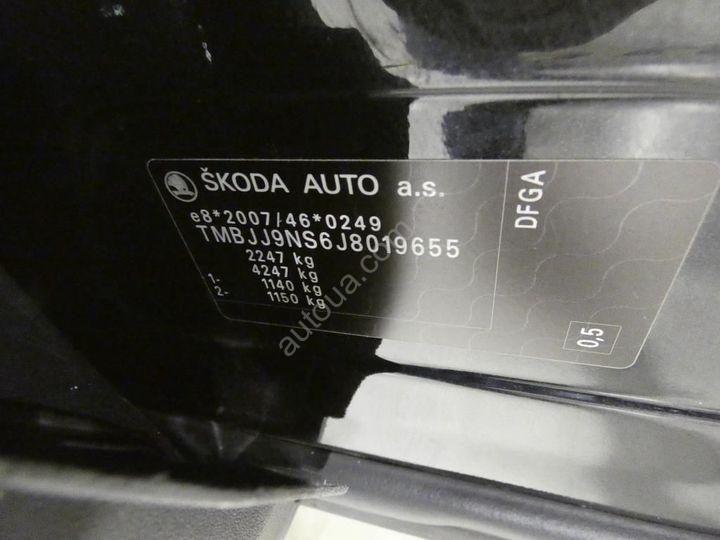 ŠKODA AUTO a.s.
e8*2007/46*0249
TMBJJ9NS6J8019655
2247 kg
4247 kg
1- 1140 kg
2- 1150 kg
DFGA
0,5
autoua.com